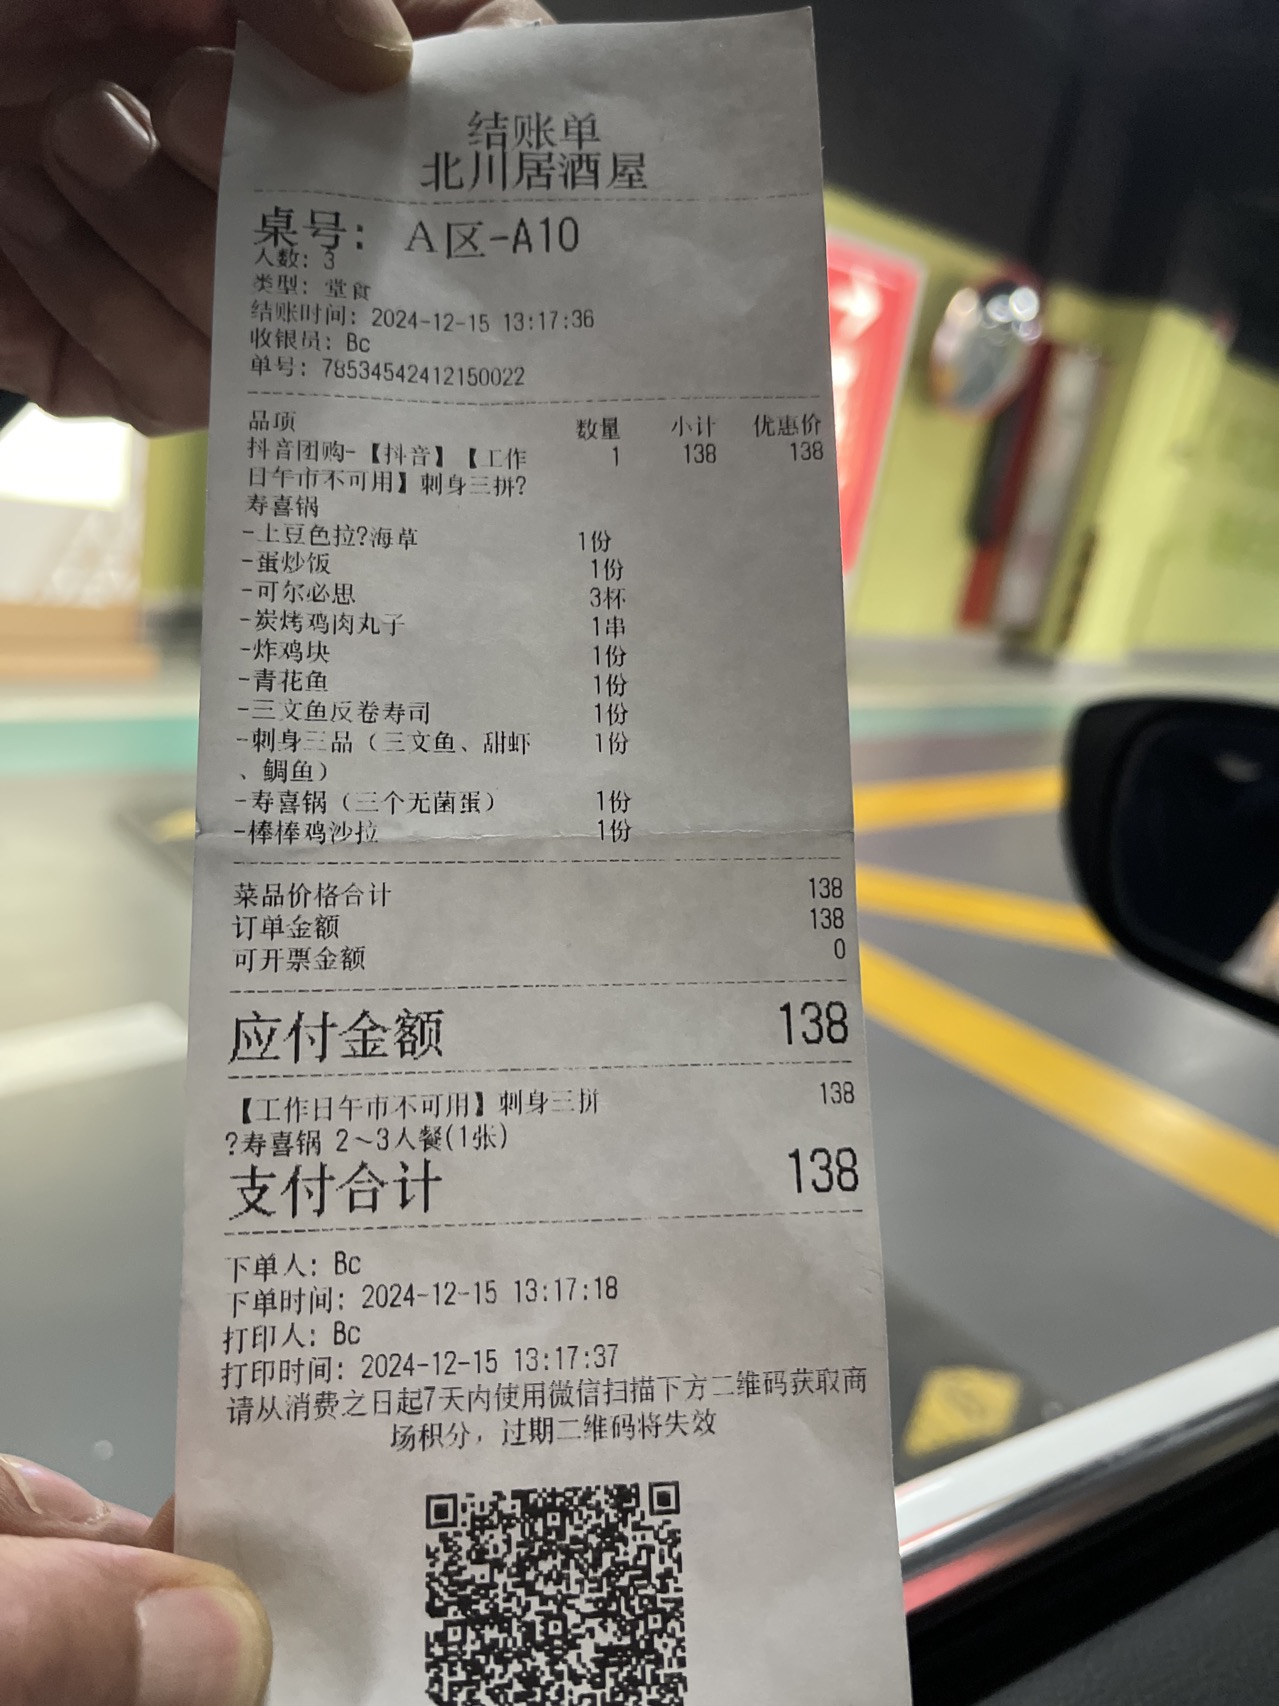 结账单
北川居酒屋
桌号: A区-A10
人数: 3
类型: 堂食
结账时间: 2024-12-15 13:17:36
收银员: Bc
单号: 78534542412150022
品项 数量 小计 优惠价
抖音团购-【抖音】【工作 1 138 138
日午市不可用】刺身三拼?
寿喜锅
-土豆色拉?海草 1份
-蛋炒饭 1份
-可尔必思 3杯
-炭烤鸡肉丸子 1串
-炸鸡块 1份
-青花鱼 1份
-三文鱼反卷寿司 1份
-刺身三品（三文鱼、甜虾 1份
、鲷鱼）
-寿喜锅（三个无菌蛋） 1份
-棒棒鸡沙拉 1份
菜品价格合计 138
订单金额 138
可开票金额 0
应付金额 138
【工作日午市不可用】刺身三拼 138
?寿喜锅 2~3人餐(1张)
支付合计 138
下单人: Bc
下单时间: 2024-12-15 13:17:18
打印人: Bc
打印时间: 2024-12-15 13:17:37
请从消费之日起7天内使用微信扫描下方二维码获取商
场积分，过期二维码将失效